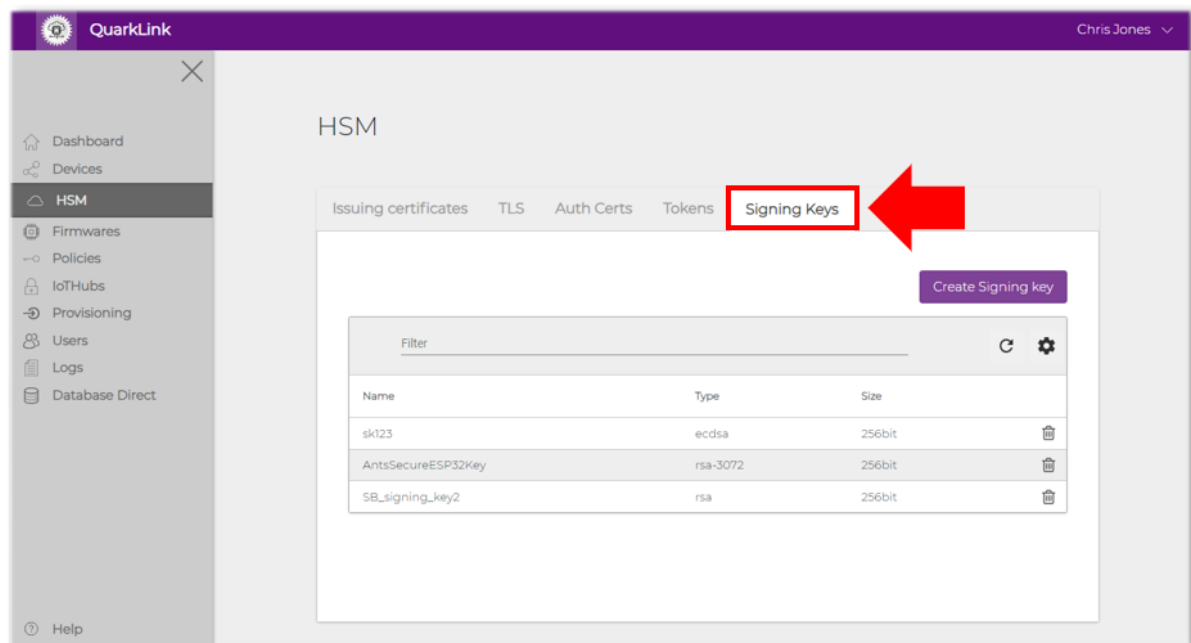 QuarkLink
Chris Jones
Dashboard
Devices
HSM
Firmwares
Policies
IoTHubs
Provisioning
Users
Logs
Database Direct
Help
HSM
Issuing certificates TLS Auth Certs Tokens Signing Keys
Create Signing key
Filter
Name Type Size
sk123 ecdsa 256bit
AntsSecureESP32Key rsa-3072 256bit
SB_signing_key2 rsa 256bit